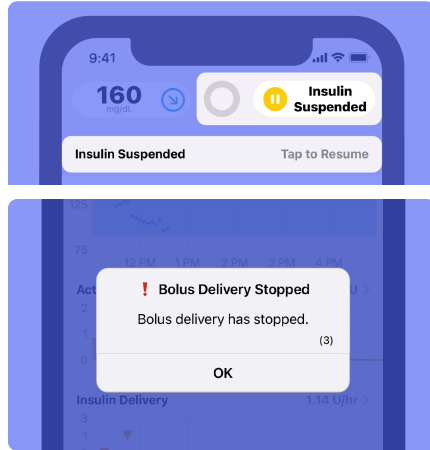 9:41
160
mg/dL
Insulin
Suspended
Insulin Suspended Tap to Resume
125
75
12 PM 1 PM 2 PM 3 PM 4 PM
Act U
2
1
0
! Bolus Delivery Stopped
Bolus delivery has stopped.
(3)
OK
Insulin Delivery 1.14 U/hr
3
1